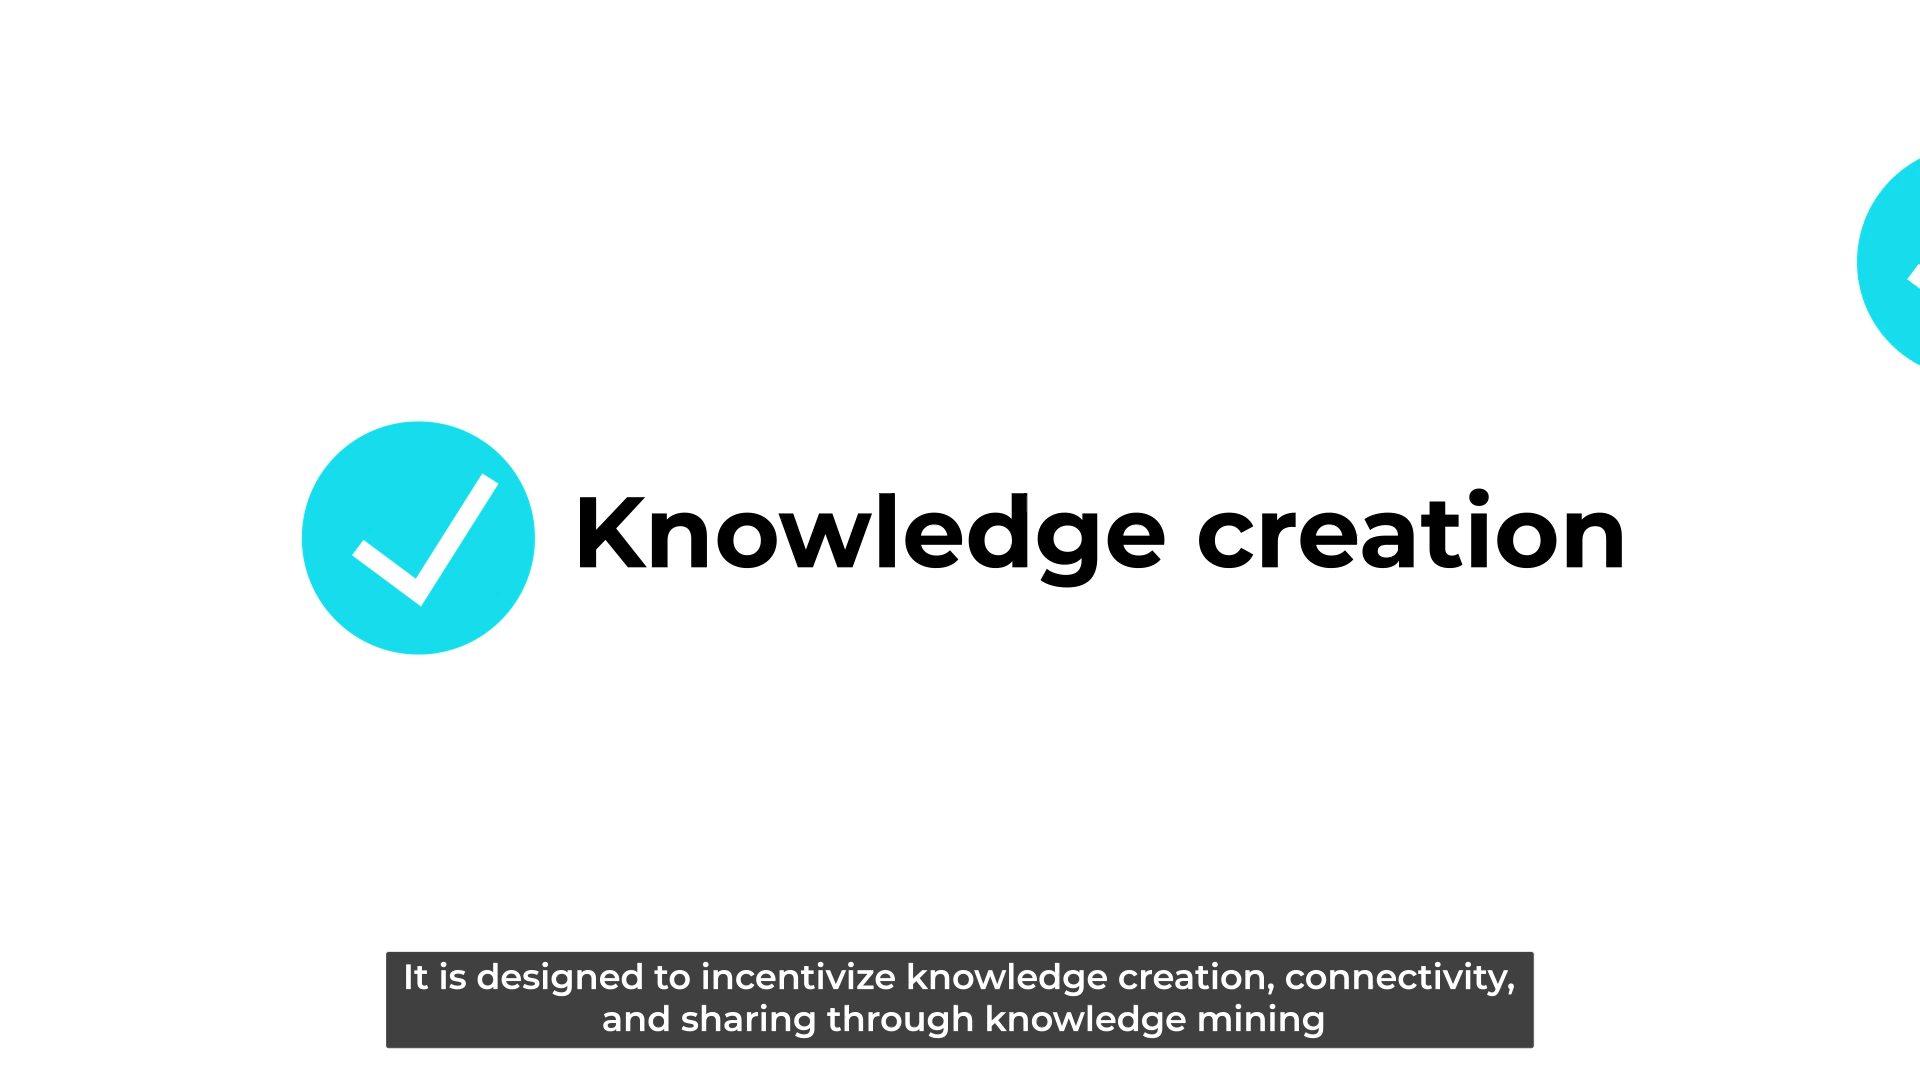 Knowledge creation
It is designed to incentivize knowledge creation, connectivity,
and sharing through knowledge mining